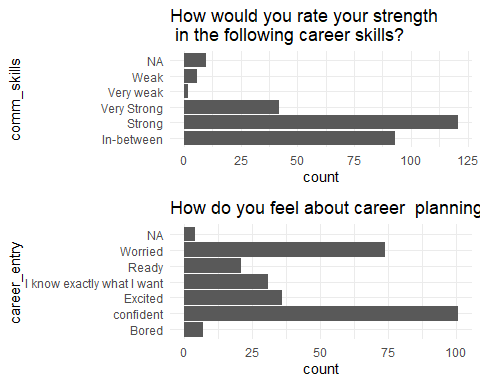 How would you rate your strength
in the following career skills?
comm_skills
NA
Weak
Very weak
Very Strong
Strong
In-between
0 25 50 75 100 125
count
How do you feel about career planning
career_entry
NA
Worried
Ready
I know exactly what I want
Excited
confident
Bored
0 25 50 75 100
count